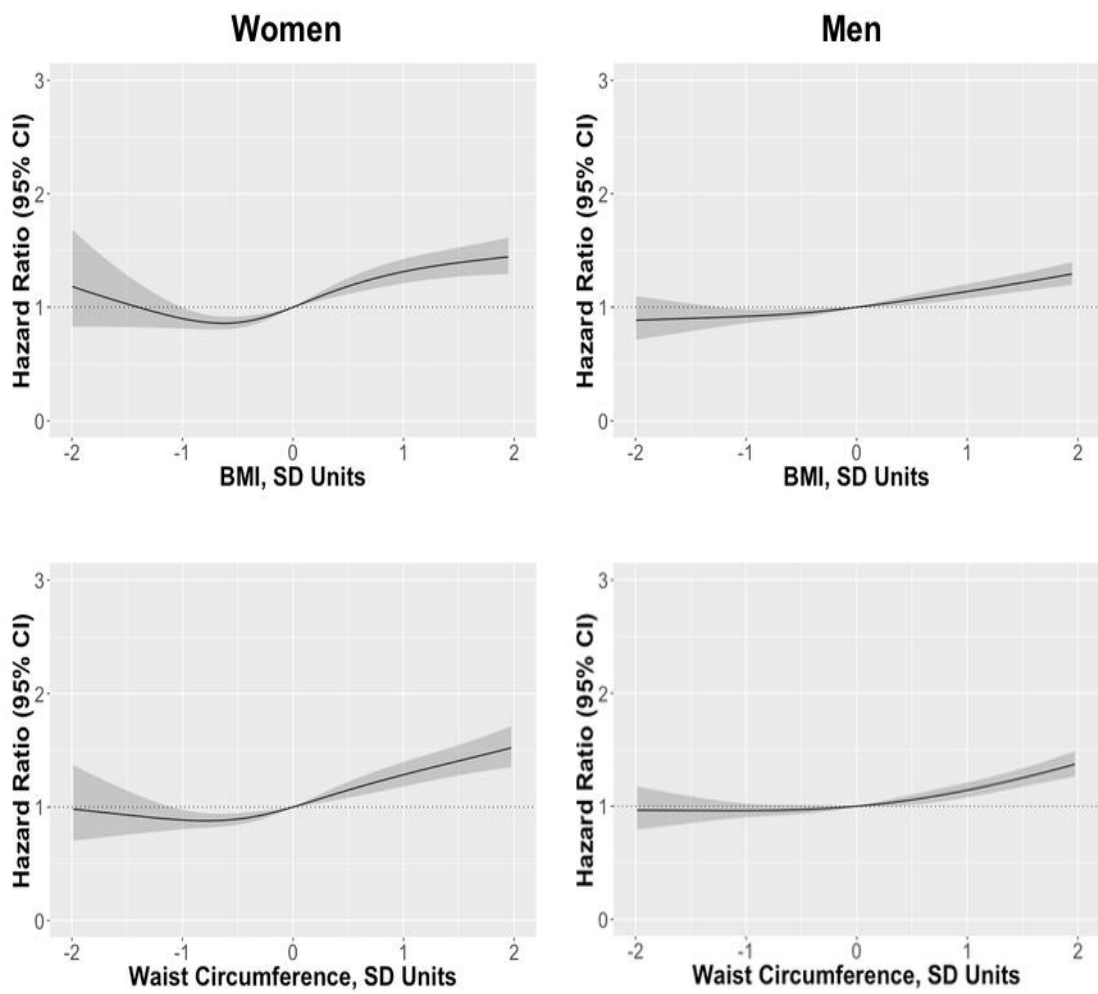 Women
Men
Hazard Ratio (95% CI)
3
2
1
0
-2 -1 0 1 2
BMI, SD Units
Hazard Ratio (95% CI)
3
2
1
0
-2 -1 0 1 2
BMI, SD Units
Hazard Ratio (95% CI)
3
2
1
0
-2 -1 0 1 2
Waist Circumference, SD Units
Hazard Ratio (95% CI)
3
2
1
0
-2 -1 0 1 2
Waist Circumference, SD Units